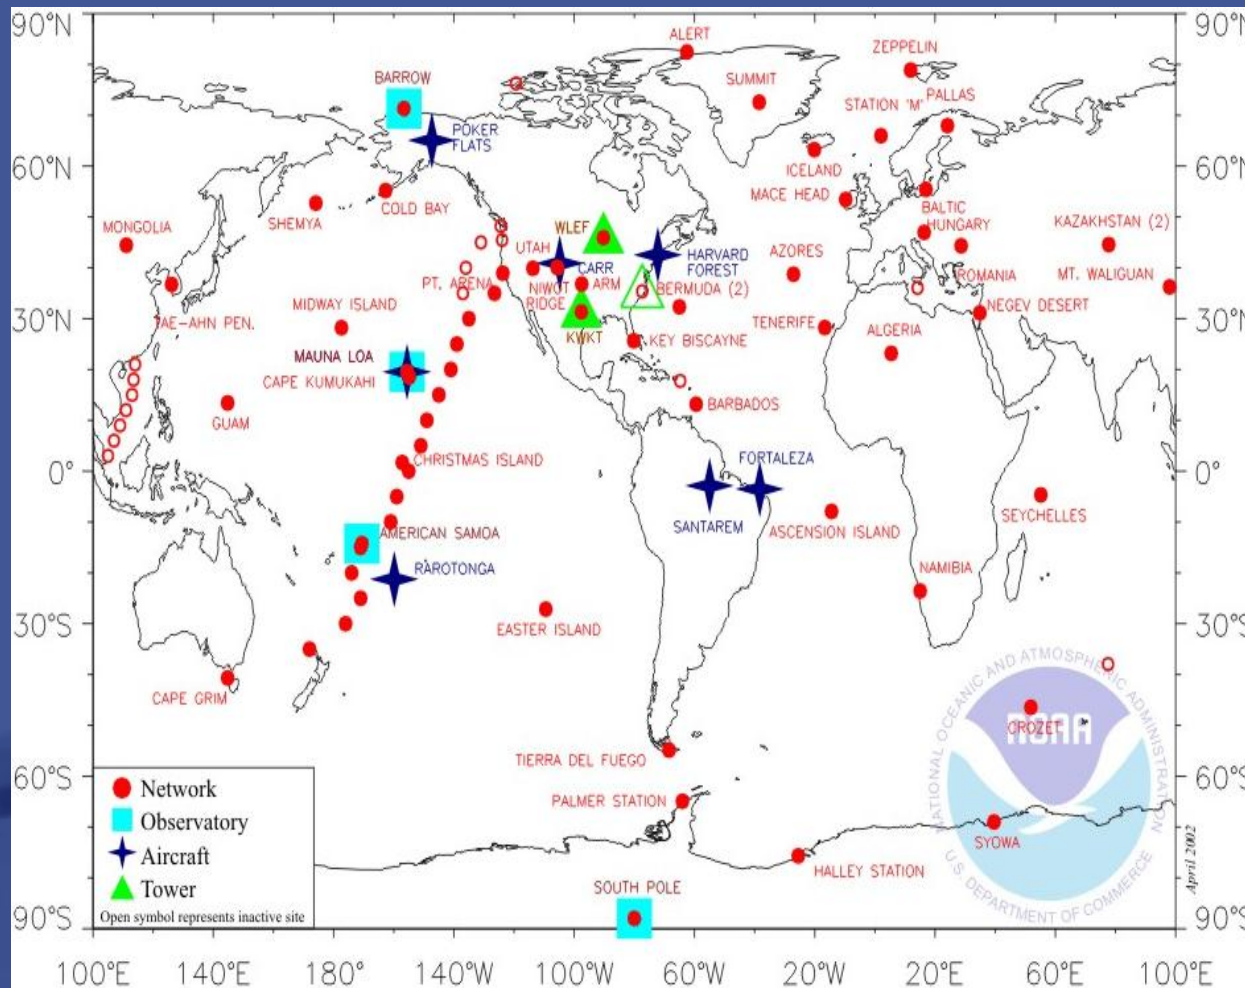 90°N
90°N
ALERT
ZEPPELIN
BARROW
SUMMIT
STATION 'M'
PALLAS
POKER
FLATS
60°N
60°N
ICELAND
MACE HEAD
COLD BAY
SHEMYA
BALTIC
MONGOLIA
WLEF
HUNGARY
KAZAKHSTAN (2)
UTAH
HARVARD
FOREST
AZORES
CARR
ROMANIA
MT. WALIGUAN
PT. ARENA
NIWOT
RIDGE
ARM
BERMUDA (2)
MIDWAY ISLAND
NEGEV DESERT
TAE-AHN PEN.
30°N
30°N
TENERIFE
ALGERIA
KWKT
KEY BISCAYNE
MAUNA LOA
CAPE KUMUKAHI
BARBADOS
GUAM
CHRISTMAS ISLAND
FORTALEZA
0°
0°
SANTAREM
ASCENSION ISLAND
SEYCHELLES
AMERICAN SAMOA
RAROTONGA
NAMIBIA
30°S
30°S
EASTER ISLAND
CAPE GRIM
NATIONAL OCEANIC AND ATMOSPHERIC ADMINISTRATION
NOAA
CROZET
TIERRA DEL FUEGO
60°S
60°S
PALMER STATION
SYOWA
HALLEY STATION
U.S. DEPARTMENT OF COMMERCE
April 2002
SOUTH POLE
Network
Observatory
Aircraft
Tower
Open symbol represents inactive site
90°S
90°S
100°E
140°E
180°
140°W
100°W
60°W
20°W
20°E
60°E
100°E